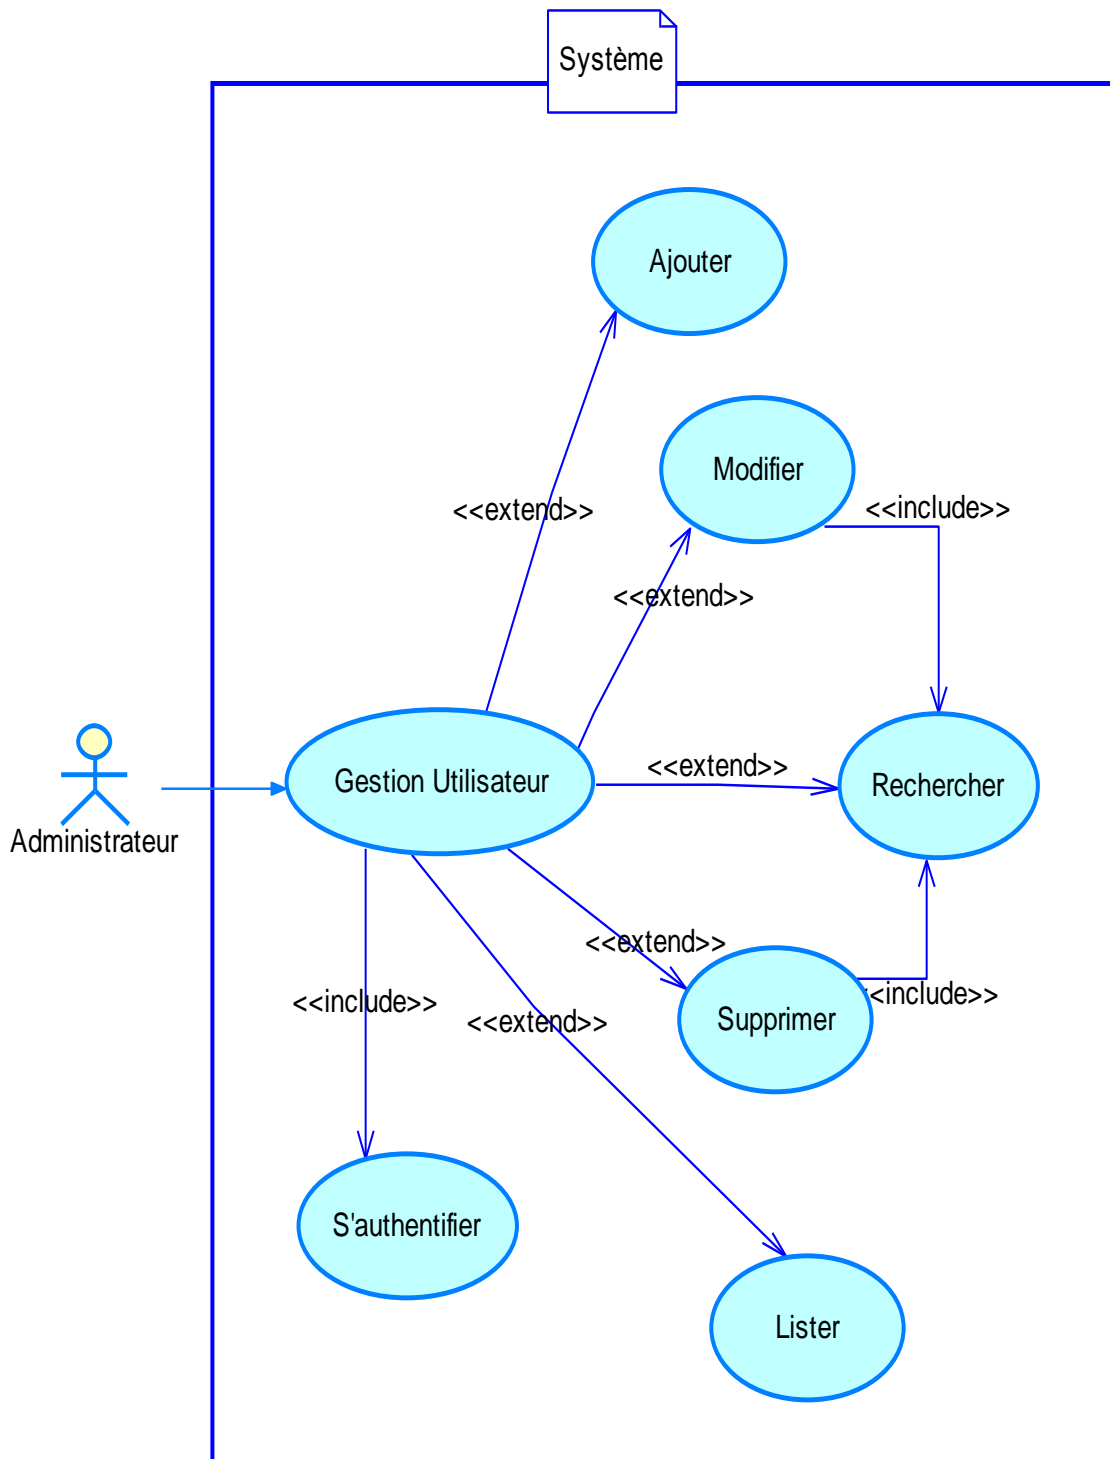 Système
Ajouter
Modifier
<<include>>
<<extend>>
<<extend>>
Gestion Utilisateur
<<extend>>
Rechercher
Administrateur
<<extend>>
<<include>>
<<include>>
<<extend>>
Supprimer
S'authentifier
Lister